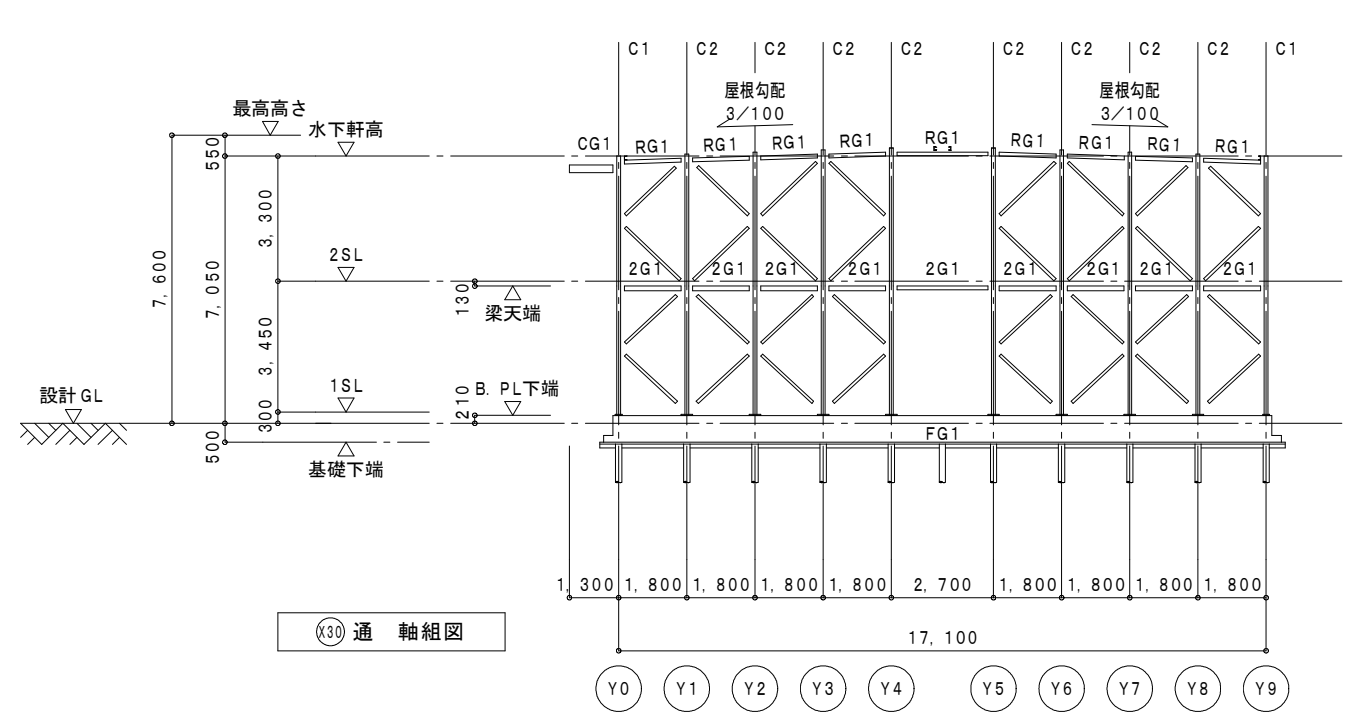 C1 C2 C2 C2 C2 C2 C2 C2 C2 C1
屋根勾配 屋根勾配
3/100 3/100
最高高さ
水下軒高
CG1 RG1 RG1 RG1 RG1 RG1 RG1 RG1 RG1 RG1
550
3,300
2SL
7,600
7,050
2G1 2G1 2G1 2G1 2G1 2G1 2G1 2G1 2G1
130
梁天端
3,450
設計GL
1SL
210
B.PL下端
300
FG1
500
基礎下端
1,300 1,800 1,800 1,800 1,800 2,700 1,800 1,800 1,800 1,800
X30 通 軸組図
17,100
Y0 Y1 Y2 Y3 Y4 Y5 Y6 Y7 Y8 Y9